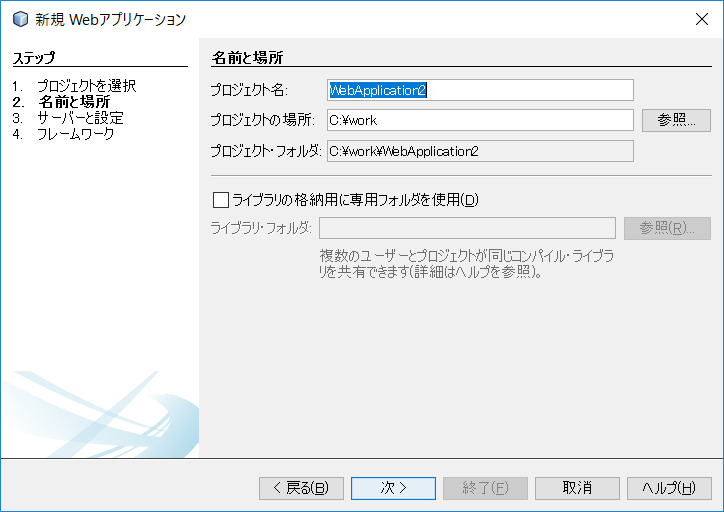 新規 Webアプリケーション
ステップ
1. プロジェクトを選択
2. 名前と場所
3. サーバーと設定
4. フレームワーク
名前と場所
プロジェクト名: WebApplication2
プロジェクトの場所: C:¥work 参照...
プロジェクト・フォルダ: C:¥work¥WebApplication2
ライブラリの格納用に専用フォルダを使用(D)
ライブラリ・フォルダ: 参照(R)...
複数のユーザーとプロジェクトが同じコンパイル・ライブラ
リを共有できます(詳細はヘルプを参照)。
< 戻る(B) 次 > 終了(F) 取消 ヘルプ(H)